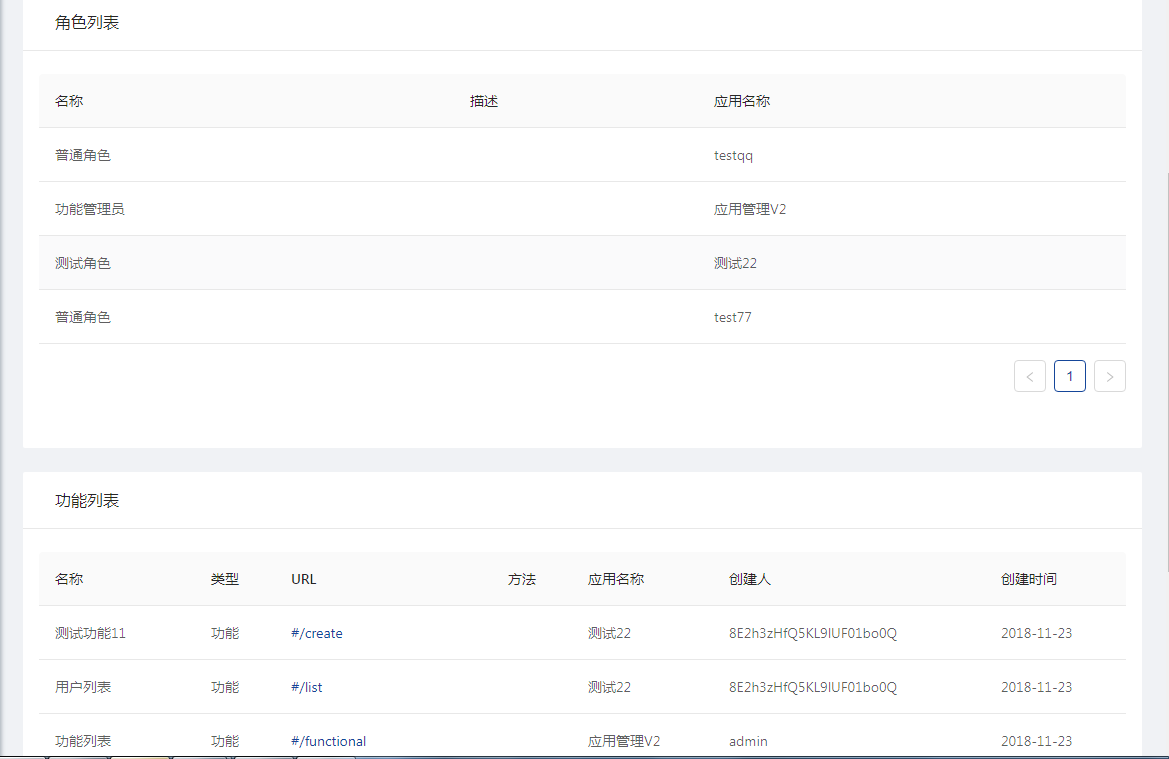 角色列表
名称 描述 应用名称
普通角色 testqq
功能管理员 应用管理V2
测试角色 测试22
普通角色 test77
< 1 >
功能列表
名称 类型 URL 方法 应用名称 创建人 创建时间
测试功能11 功能 #/create 测试22 8E2h3zHfQ5KL9IUF01bo0Q 2018-11-23
用户列表 功能 #/list 测试22 8E2h3zHfQ5KL9IUF01bo0Q 2018-11-23
功能列表 功能 #/functional 应用管理V2 admin 2018-11-23